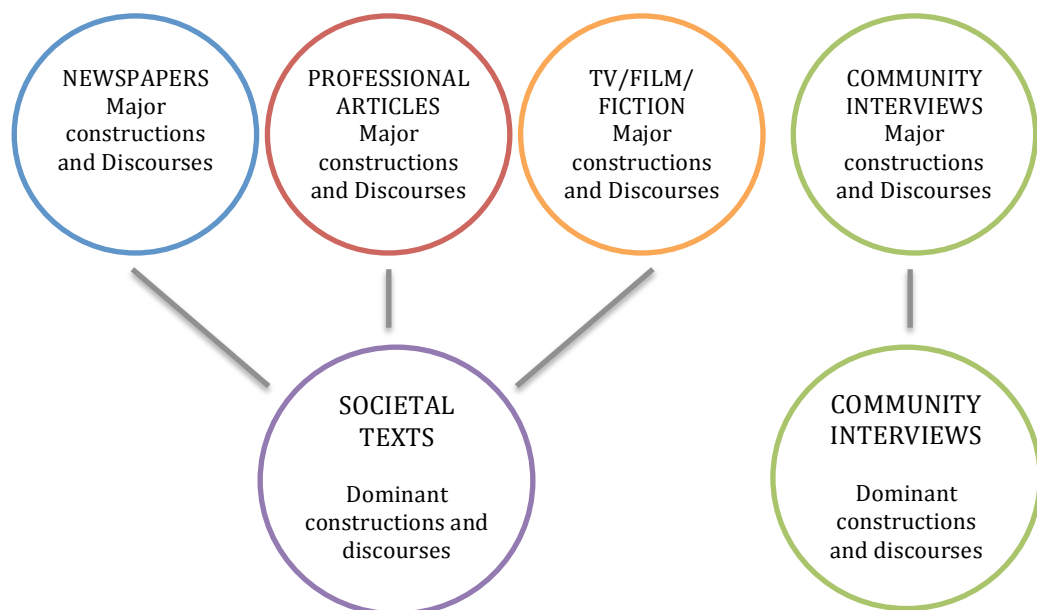 NEWSPAPERS
Major
constructions
and Discourses
PROFESSIONAL
ARTICLES
Major
constructions
and Discourses
TV/FILM/
FICTION
Major
constructions
and Discourses
COMMUNITY
INTERVIEWS
Major
constructions
and Discourses
SOCIETAL
TEXTS
Dominant
constructions and
discourses
COMMUNITY
INTERVIEWS
Dominant
constructions
and discourses